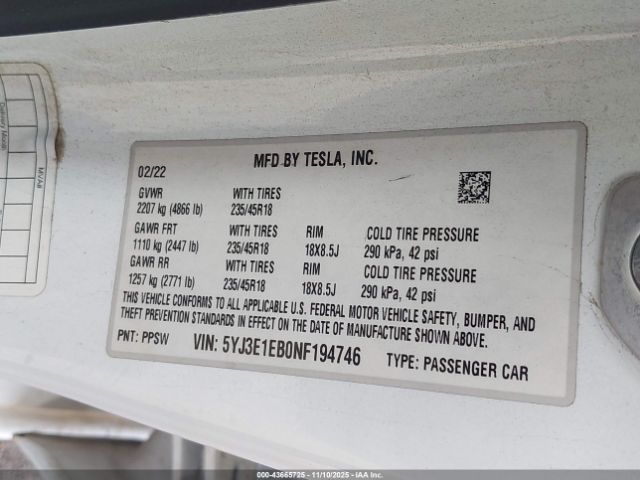 MFD BY TESLA, INC.
02/22
GVWR WITH TIRES
2207 kg (4866 lb) 235/45R18
GAWR FRT WITH TIRES RIM COLD TIRE PRESSURE
1110 kg (2447 lb) 235/45R18 18X8.5J 290 kPa, 42 psi
GAWR RR WITH TIRES RIM COLD TIRE PRESSURE
1257 kg (2771 lb) 235/45R18 18X8.5J 290 kPa, 42 psi
THIS VEHICLE CONFORMS TO ALL APPLICABLE U.S. FEDERAL MOTOR VEHICLE SAFETY, BUMPER, AND
THEFT PREVENTION STANDARDS IN EFFECT ON THE DATE OF MANUFACTURE SHOWN ABOVE.
PNT: PPSW VIN: 5YJ3E1EB0NF194746 TYPE: PASSENGER CAR
MVA#
000-43665725 - 11/10/2025 - IAA Inc.